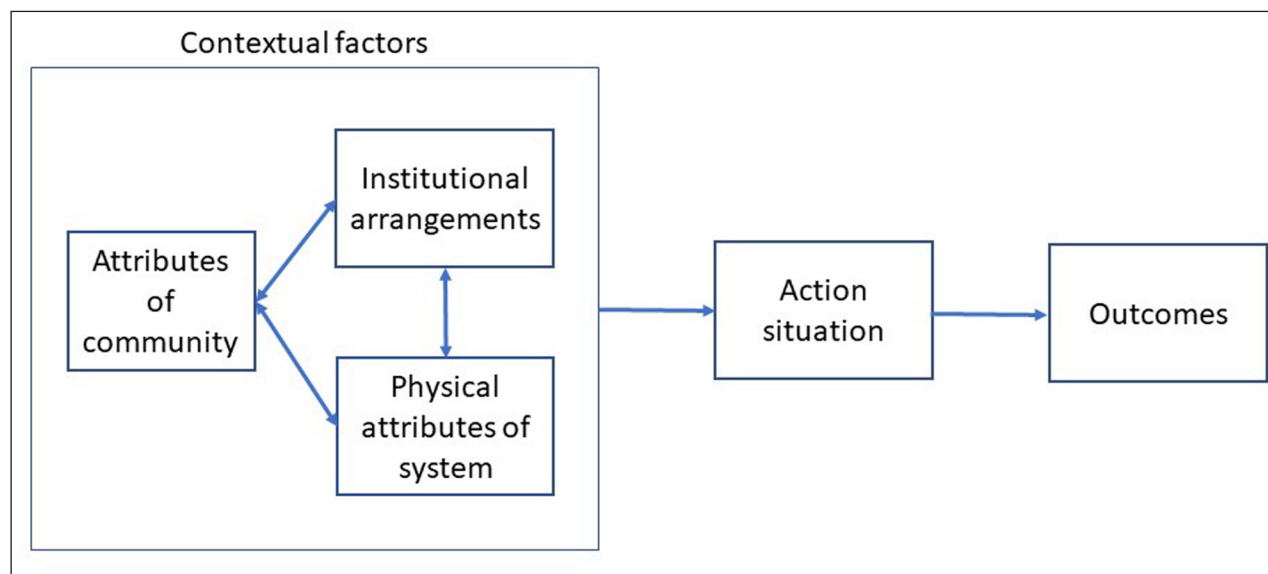 Contextual factors
Institutional
arrangements
Attributes
of
community
Physical
attributes of
system
Action
situation
Outcomes